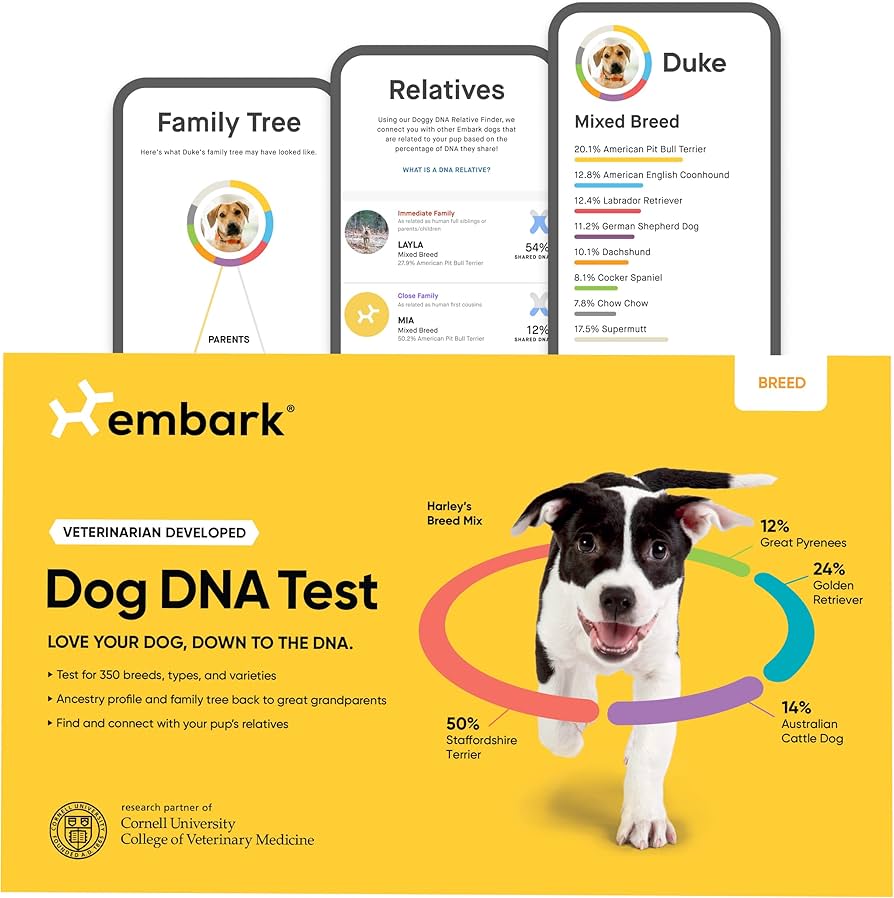 Family Tree
Here's what Duke's family tree may have looked like.
PARENTS
Relatives
Using our Doggy DNA Relative Finder, we
connect you with other Embark dogs that
are related to your pup based on the
percentage of DNA they share!
WHAT IS A DNA RELATIVE?
Immediate Family
As related as human full siblings or
parents/children
LAYLA
Mixed Breed
27.9% American Pit Bull Terrier
54%
SHARED DNA
Close Family
As related as human first cousins
MIA
Mixed Breed
50.2% American Pit Bull Terrier
12%
SHARED DNA
Duke
Mixed Breed
20.1% American Pit Bull Terrier
12.8% American English Coonhound
12.4% Labrador Retriever
11.2% German Shepherd Dog
10.1% Dachshund
8.1% Cocker Spaniel
7.8% Chow Chow
17.5% Supermutt
BREED
embark®
VETERINARIAN DEVELOPED
Dog DNA Test
LOVE YOUR DOG, DOWN TO THE DNA.
▸ Test for 350 breeds, types, and varieties
▸ Ancestry profile and family tree back to great grandparents
▸ Find and connect with your pup's relatives
Harley's
Breed Mix
12%
Great Pyrenees
24%
Golden
Retriever
14%
Australian
Cattle Dog
50%
Staffordshire
Terrier
CORNELL UNIVERSITY
FOUNDED A.D. 1865
research partner of
Cornell University
College of Veterinary Medicine